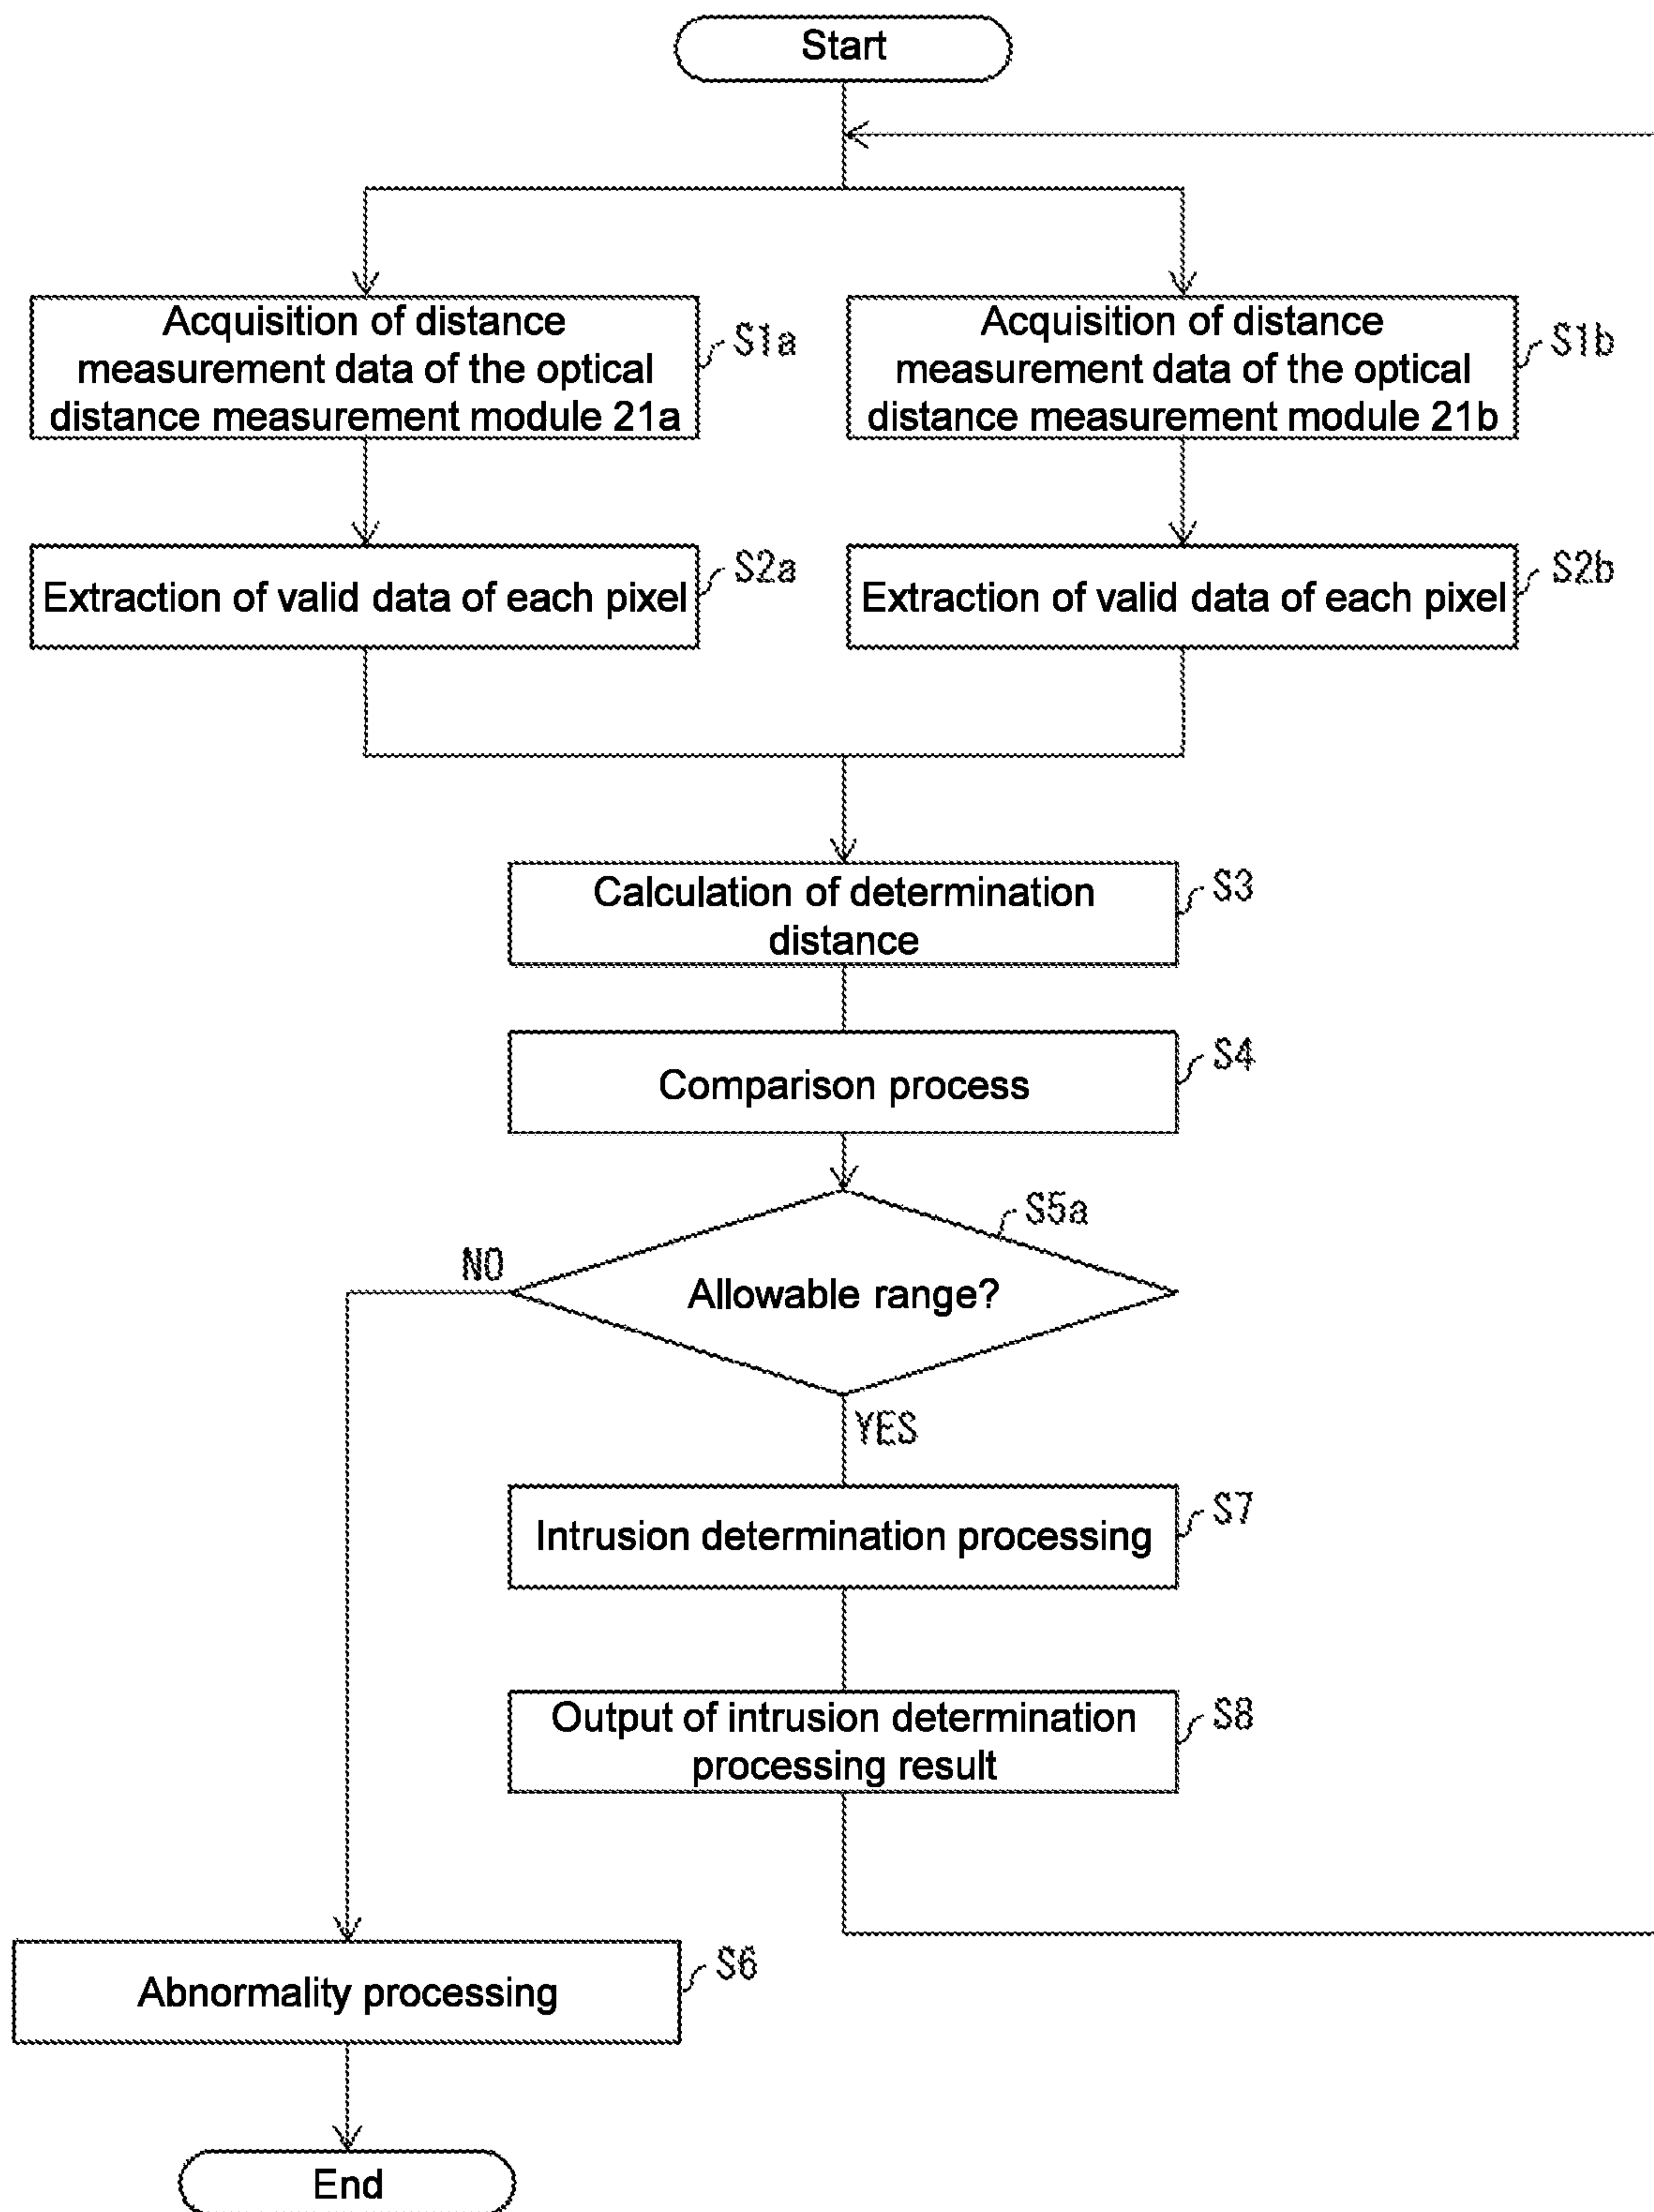 Start
Acquisition of distance
measurement data of the optical
distance measurement module 21a
S1a
Acquisition of distance
measurement data of the optical
distance measurement module 21b
S1b
Extraction of valid data of each pixel
S2a
Extraction of valid data of each pixel
S2b
Calculation of determination
distance
S3
Comparison process
S4
S5a
NO
Allowable range?
YES
Intrusion determination processing
S7
Output of intrusion determination
processing result
S8
Abnormality processing
S6
End